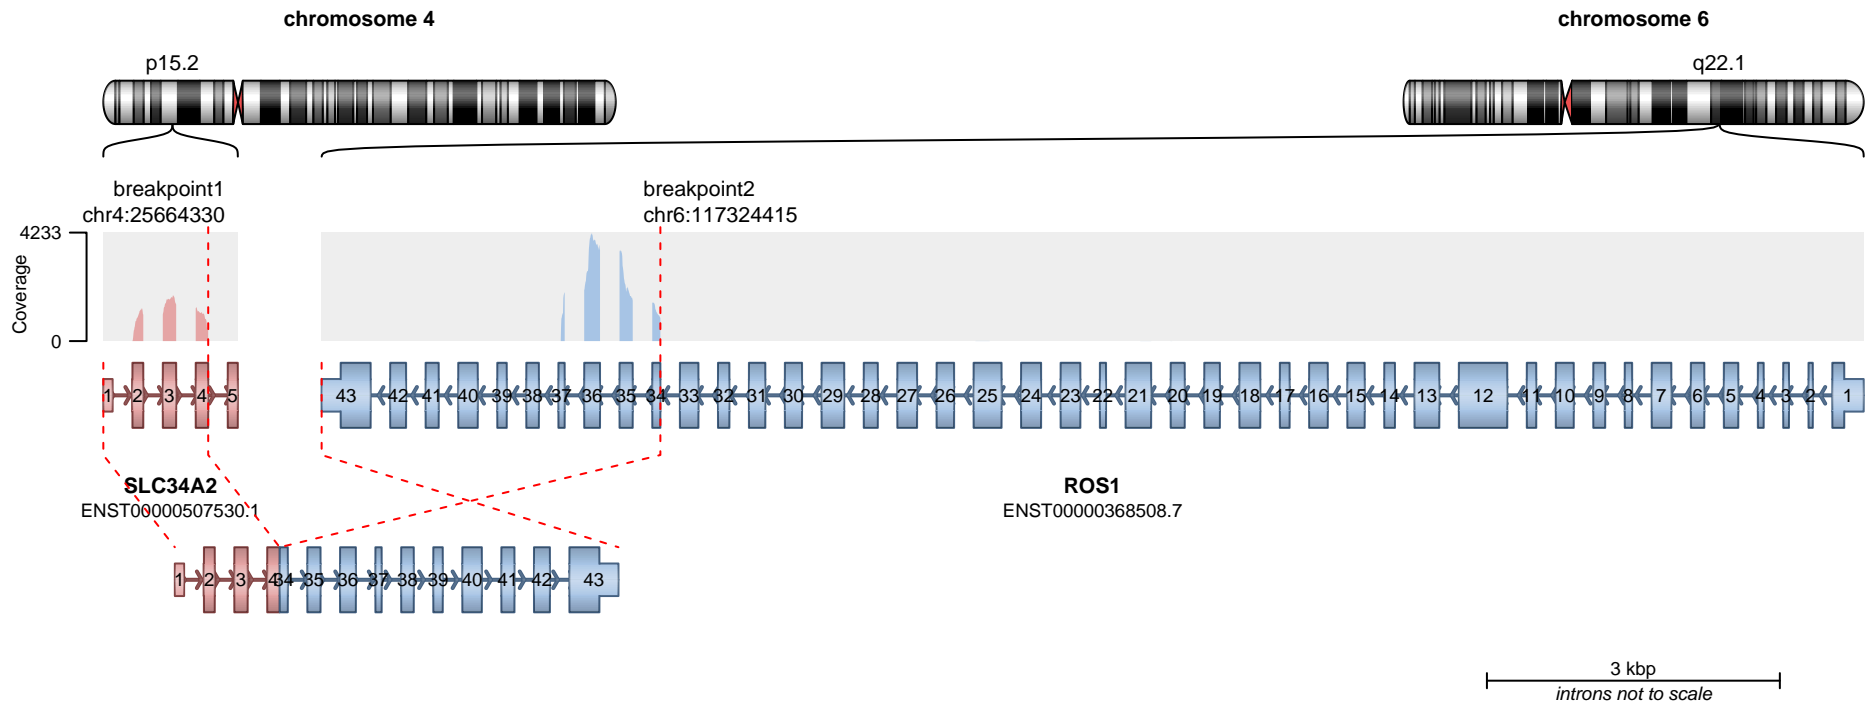 chromosome 4
chromosome 6
p15.2
q22.1
breakpoint1
chr4:25664330
breakpoint2
chr6:117324415
4233
Coverage
0
1 2 3 4 5
43 42 41 40 39 38 37 36 35 34 33 32 31 30 29 28 27 26 25 24 23 22 21 20 19 18 17 16 15 14 13 12 11 10 9 8 7 6 5 4 3 2 1
SLC34A2
ENST00000507530.1
ROS1
ENST00000368508.7
1 2 3 4 34 35 36 37 38 39 40 41 42 43
3 kbp
introns not to scale